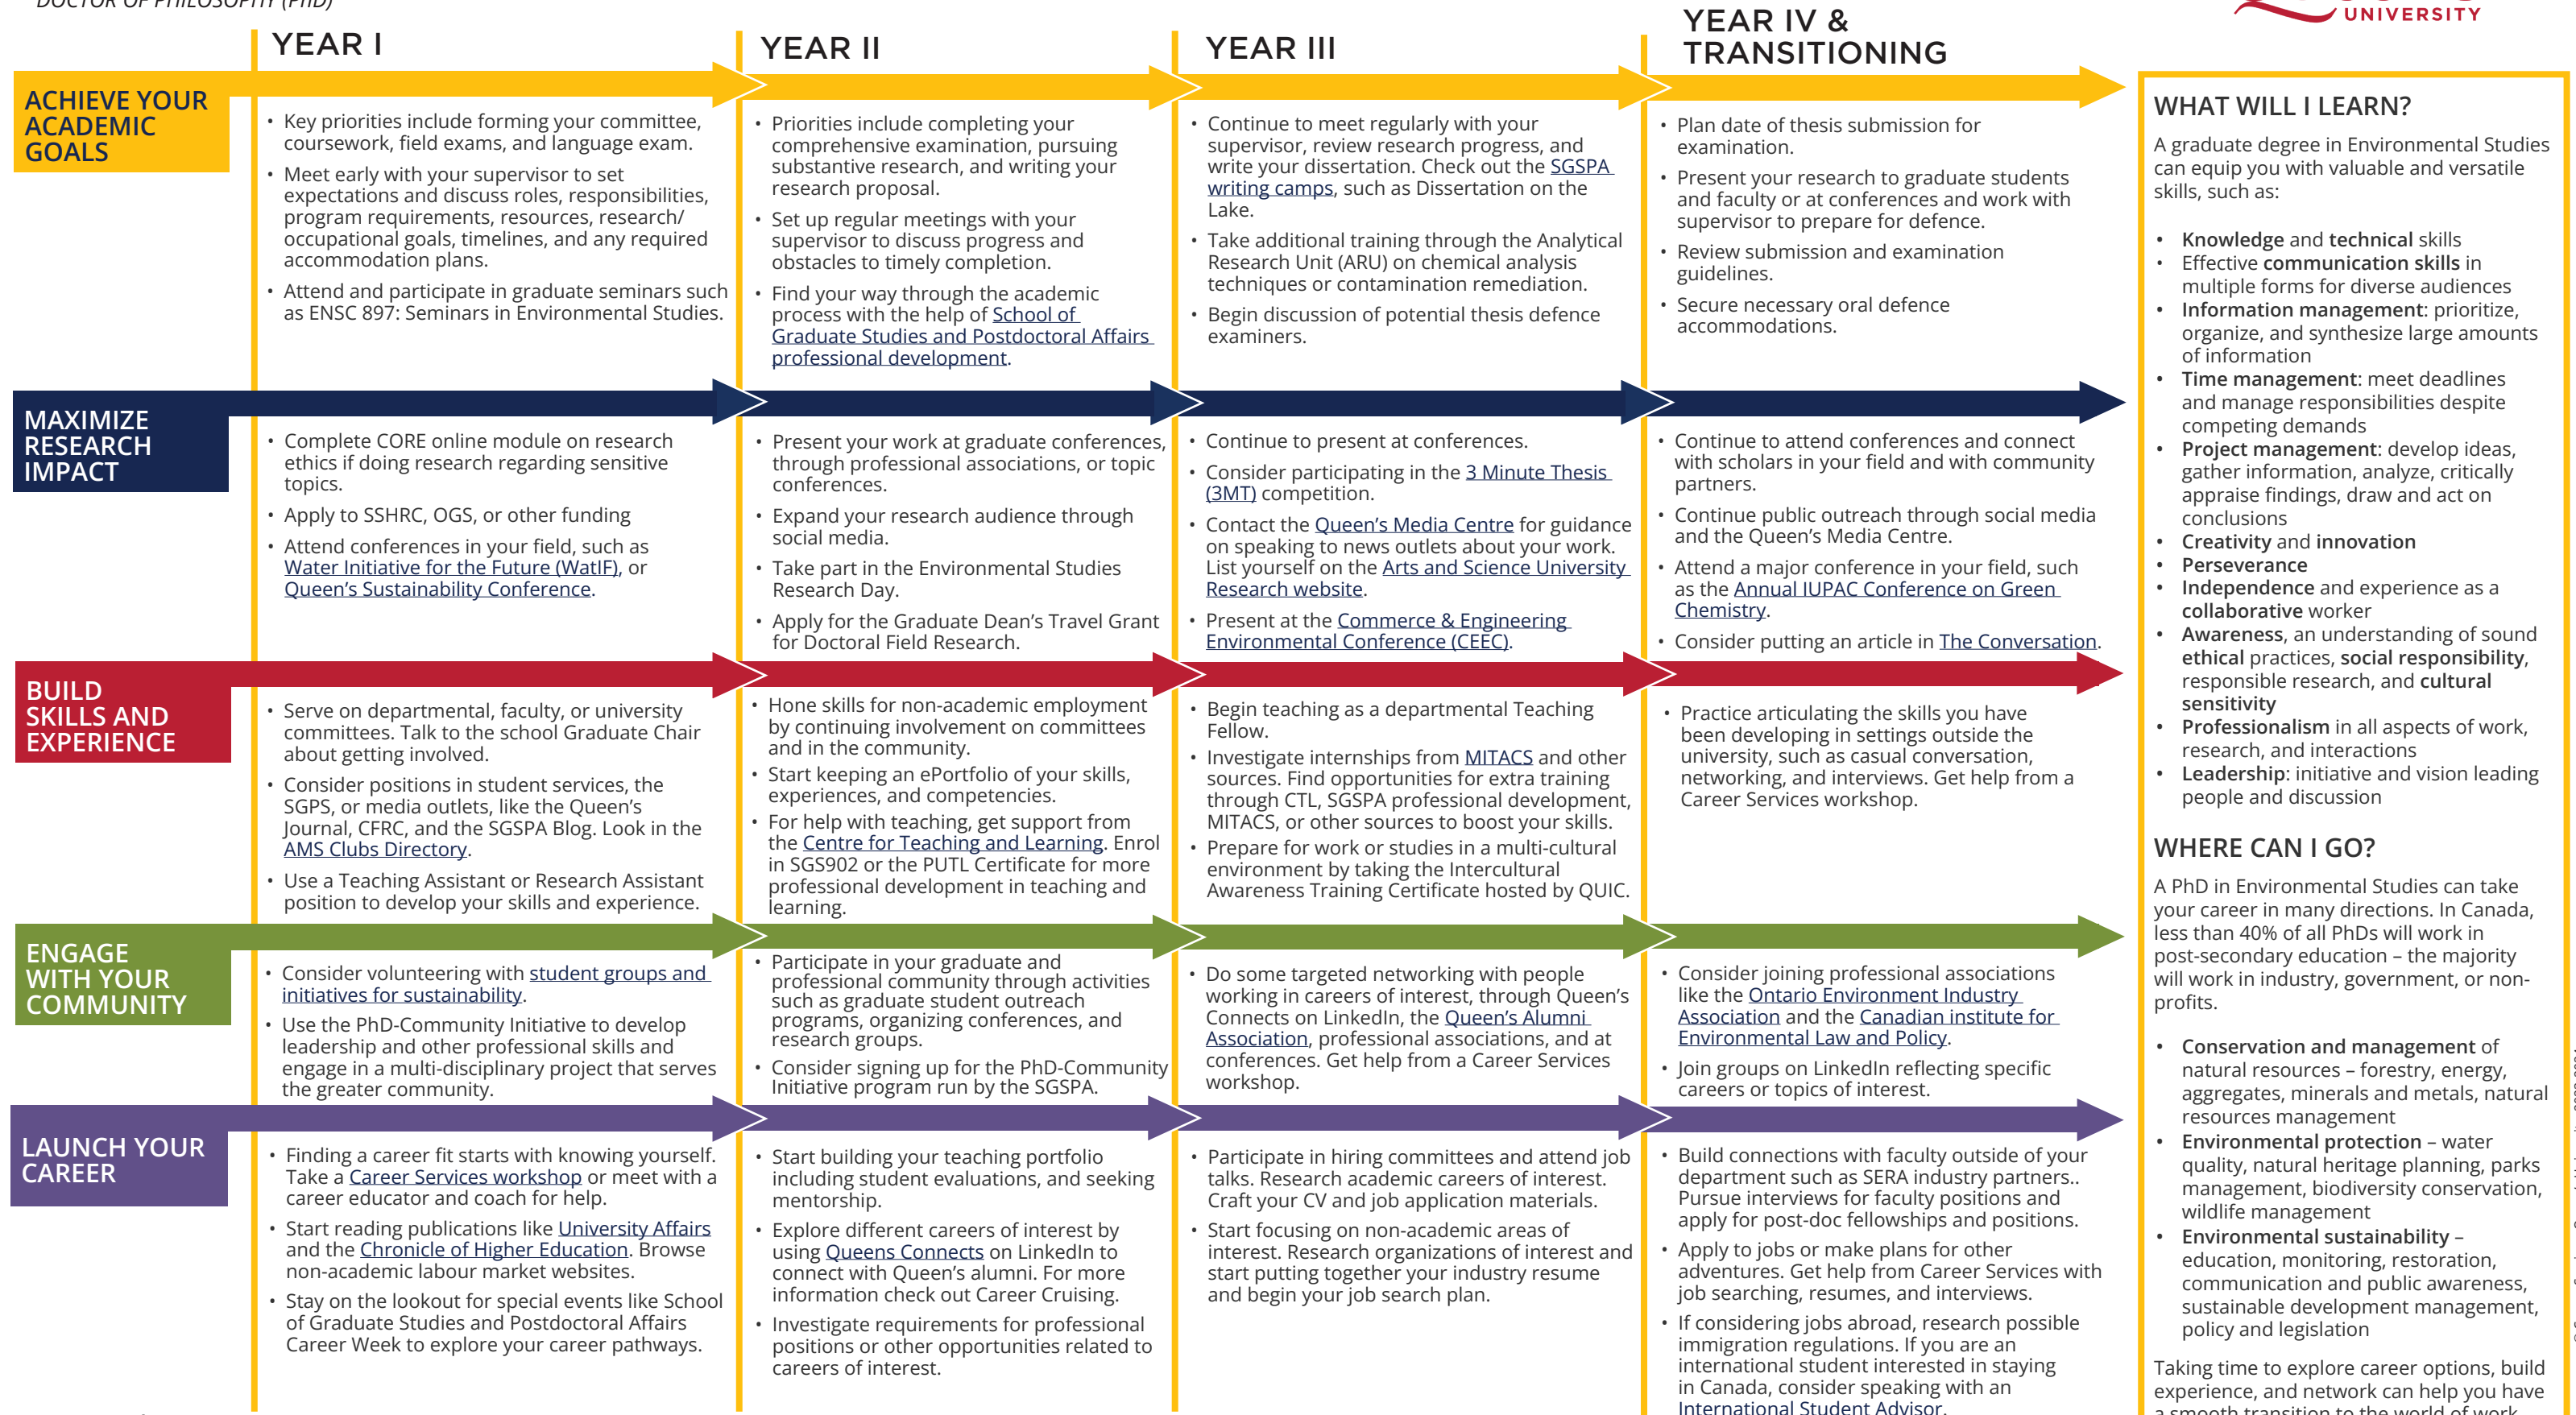 DOCTOR OF PHILOSOPHY (PhD)
UNIVERSITY
YEAR I
YEAR II
YEAR III
YEAR IV &
TRANSITIONING
ACHIEVE YOUR
ACADEMIC
GOALS
• Key priorities include forming your committee,
coursework, field exams, and language exam.
• Meet early with your supervisor to set
expectations and discuss roles, responsibilities,
program requirements, resources, research/
occupational goals, timelines, and any required
accommodation plans.
• Attend and participate in graduate seminars such
as ENSC 897: Seminars in Environmental Studies.
• Priorities include completing your
comprehensive examination, pursuing
substantive research, and writing your
research proposal.
• Set up regular meetings with your
supervisor to discuss progress and
obstacles to timely completion.
• Find your way through the academic
process with the help of School of
Graduate Studies and Postdoctoral Affairs
professional development.
• Continue to meet regularly with your
supervisor, review research progress, and
write your dissertation. Check out the SGSPA
writing camps, such as Dissertation on the
Lake.
• Take additional training through the Analytical
Research Unit (ARU) on chemical analysis
techniques or contamination remediation.
• Begin discussion of potential thesis defence
examiners.
• Plan date of thesis submission for
examination.
• Present your research to graduate students
and faculty or at conferences and work with
supervisor to prepare for defence.
• Review submission and examination
guidelines.
• Secure necessary oral defence
accommodations.
MAXIMIZE
RESEARCH
IMPACT
• Complete CORE online module on research
ethics if doing research regarding sensitive
topics.
• Apply to SSHRC, OGS, or other funding
• Attend conferences in your field, such as
Water Initiative for the Future (WatIF), or
Queen's Sustainability Conference.
• Present your work at graduate conferences,
through professional associations, or topic
conferences.
• Expand your research audience through
social media.
• Take part in the Environmental Studies
Research Day.
• Apply for the Graduate Dean's Travel Grant
for Doctoral Field Research.
• Continue to present at conferences.
• Consider participating in the 3 Minute Thesis
(3MT) competition.
• Contact the Queen's Media Centre for guidance
on speaking to news outlets about your work.
List yourself on the Arts and Science University
Research website.
• Present at the Commerce & Engineering
Environmental Conference (CEEC).
• Continue to attend conferences and connect
with scholars in your field and with community
partners.
• Continue public outreach through social media
and the Queen's Media Centre.
• Attend a major conference in your field, such
as the Annual IUPAC Conference on Green
Chemistry.
• Consider putting an article in The Conversation.
BUILD
SKILLS AND
EXPERIENCE
• Serve on departmental, faculty, or university
committees. Talk to the school Graduate Chair
about getting involved.
• Consider positions in student services, the
SGPS, or media outlets, like the Queen's
Journal, CFRC, and the SGSPA Blog. Look in the
AMS Clubs Directory.
• Use a Teaching Assistant or Research Assistant
position to develop your skills and experience.
• Hone skills for non-academic employment
by continuing involvement on committees
and in the community.
• Start keeping an ePortfolio of your skills,
experiences, and competencies.
• For help with teaching, get support from
the Centre for Teaching and Learning. Enrol
in SGS902 or the PUTL Certificate for more
professional development in teaching and
learning.
• Begin teaching as a departmental Teaching
Fellow.
• Investigate internships from MITACS and other
sources. Find opportunities for extra training
through CTL, SGSPA professional development,
MITACS, or other sources to boost your skills.
• Prepare for work or studies in a multi-cultural
environment by taking the Intercultural
Awareness Training Certificate hosted by QUIC.
• Practice articulating the skills you have
been developing in settings outside the
university, such as casual conversation,
networking, and interviews. Get help from a
Career Services workshop.
ENGAGE
WITH YOUR
COMMUNITY
• Consider volunteering with student groups and
initiatives for sustainability.
• Use the PhD-Community Initiative to develop
leadership and other professional skills and
engage in a multi-disciplinary project that serves
the greater community.
• Participate in your graduate and
professional community through activities
such as graduate student outreach
programs, organizing conferences, and
research groups.
• Consider signing up for the PhD-Community
Initiative program run by the SGSPA.
• Do some targeted networking with people
working in careers of interest, through Queen's
Connects on LinkedIn, the Queen's Alumni
Association, professional associations, and at
conferences. Get help from a Career Services
workshop.
• Consider joining professional associations
like the Ontario Environment Industry
Association and the Canadian institute for
Environmental Law and Policy.
• Join groups on LinkedIn reflecting specific
careers or topics of interest.
LAUNCH YOUR
CAREER
• Finding a career fit starts with knowing yourself.
Take a Career Services workshop or meet with a
career educator and coach for help.
• Start reading publications like University Affairs
and the Chronicle of Higher Education. Browse
non-academic labour market websites.
• Stay on the lookout for special events like School
of Graduate Studies and Postdoctoral Affairs
Career Week to explore your career pathways.
• Start building your teaching portfolio
including student evaluations, and seeking
mentorship.
• Explore different careers of interest by
using Queens Connects on LinkedIn to
connect with Queen's alumni. For more
information check out Career Cruising.
• Investigate requirements for professional
positions or other opportunities related to
careers of interest.
• Participate in hiring committees and attend job
talks. Research academic careers of interest.
Craft your CV and job application materials.
• Start focusing on non-academic areas of
interest. Research organizations of interest and
start putting together your industry resume
and begin your job search plan.
• Build connections with faculty outside of your
department such as SERA industry partners..
Pursue interviews for faculty positions and
apply for post-doc fellowships and positions.
• Apply to jobs or make plans for other
adventures. Get help from Career Services with
job searching, resumes, and interviews.
• If considering jobs abroad, research possible
immigration regulations. If you are an
international student interested in staying
in Canada, consider speaking with an
International Student Advisor.
WHAT WILL I LEARN?
A graduate degree in Environmental Studies
can equip you with valuable and versatile
skills, such as:
• Knowledge and technical skills
• Effective communication skills in
multiple forms for diverse audiences
• Information management: prioritize,
organize, and synthesize large amounts
of information
• Time management: meet deadlines
and manage responsibilities despite
competing demands
• Project management: develop ideas,
gather information, analyze, critically
appraise findings, draw and act on
conclusions
• Creativity and innovation
• Perseverance
• Independence and experience as a
collaborative worker
• Awareness, an understanding of sound
ethical practices, social responsibility,
responsible research, and cultural
sensitivity
• Professionalism in all aspects of work,
research, and interactions
• Leadership: initiative and vision leading
people and discussion
WHERE CAN I GO?
A PhD in Environmental Studies can take
your career in many directions. In Canada,
less than 40% of all PhDs will work in
post-secondary education – the majority
will work in industry, government, or non-
profits.
• Conservation and management of
natural resources – forestry, energy,
aggregates, minerals and metals, natural
resources management
• Environmental protection – water
quality, natural heritage planning, parks
management, biodiversity conservation,
wildlife management
• Environmental sustainability –
education, monitoring, restoration,
communication and public awareness,
sustainable development management,
policy and legislation
Taking time to explore career options, build
experience, and network can help you have
a smooth transition to the world of work